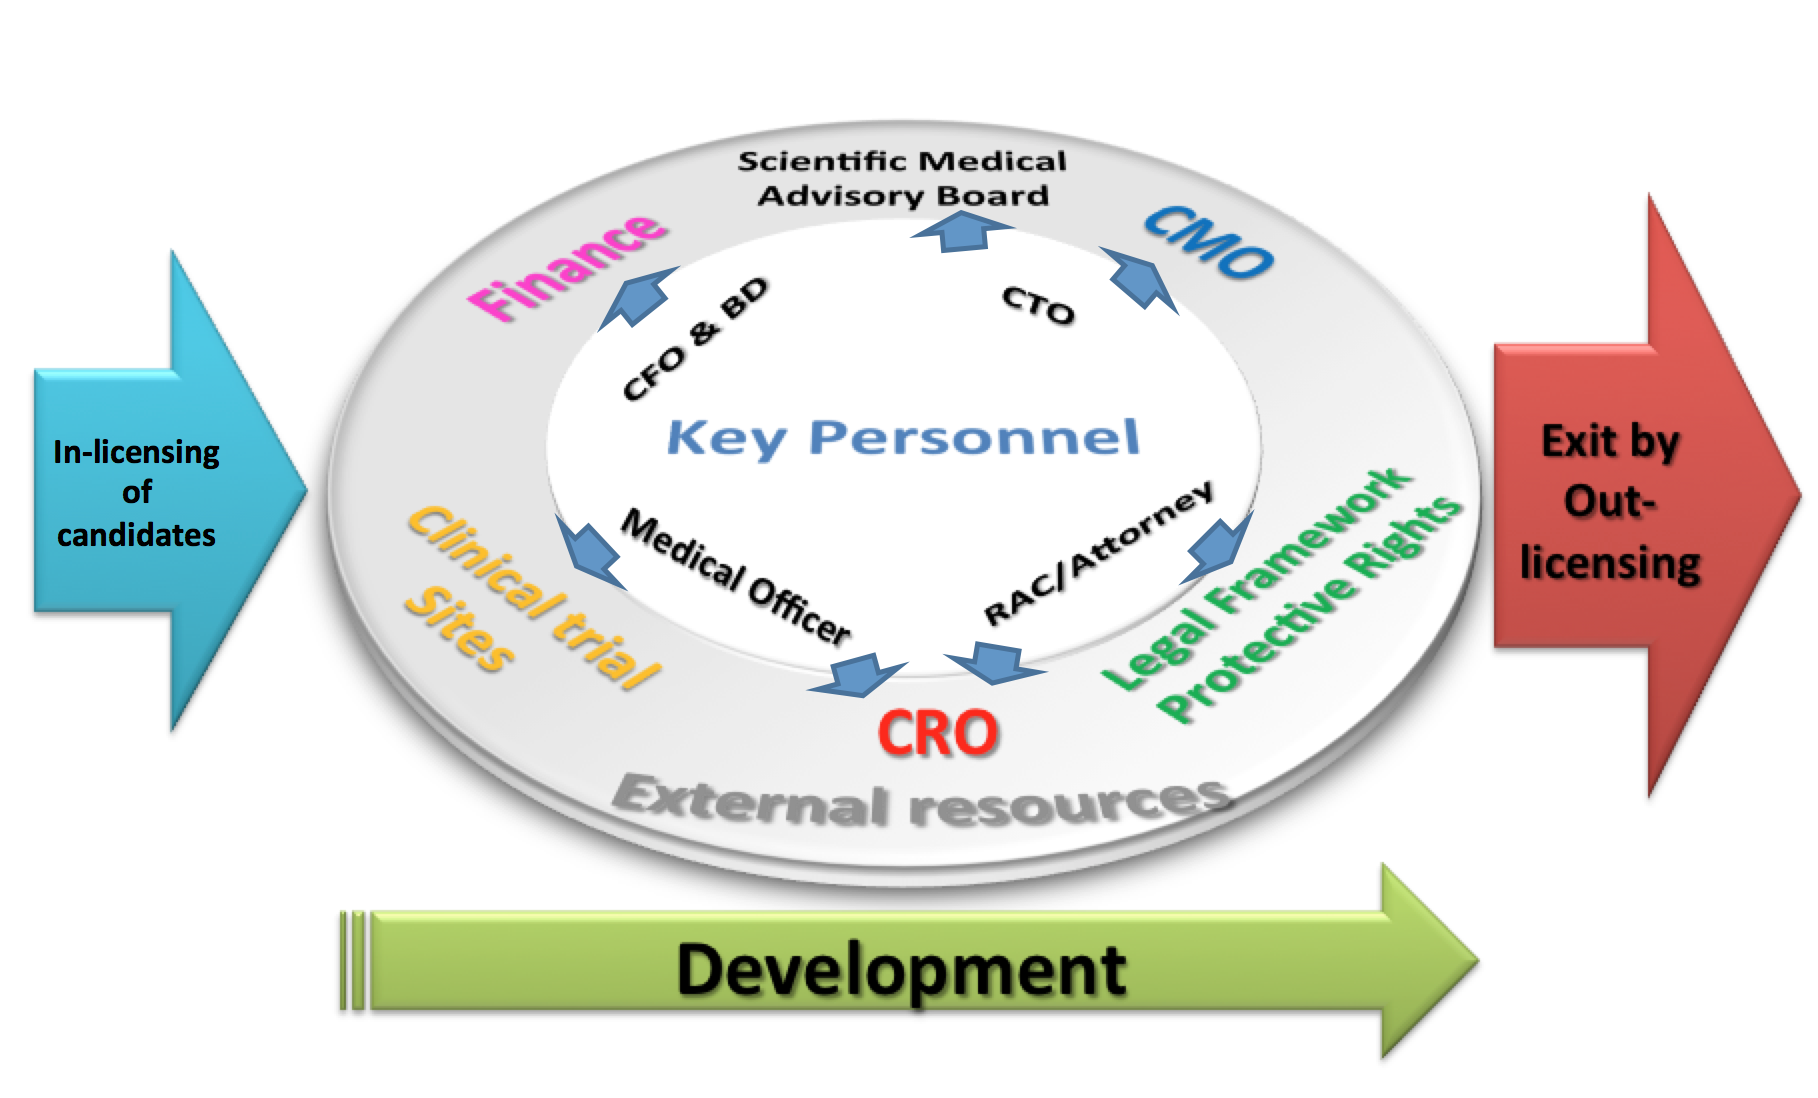 Scientific Medical
Advisory Board
Finance
CMO
CFO & BD
CTO
In-licensing
of
candidates
Key Personnel
Exit by
Out-
licensing
Clinical trial
Sites
Medical Officer
RAC/Attorney
Legal Framework
Protective Rights
CRO
External resources
Development